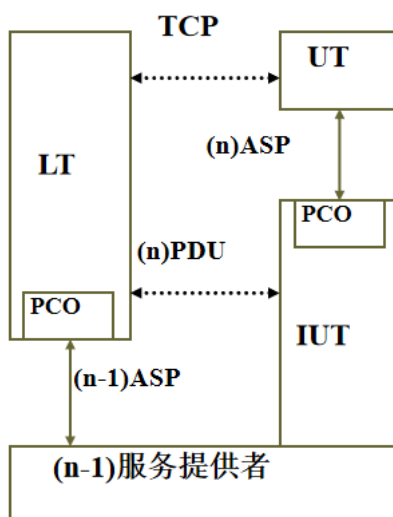 TCP
UT
(n)ASP
LT
PCO
(n)PDU
PCO
IUT
(n-1)ASP
(n-1)服务提供者